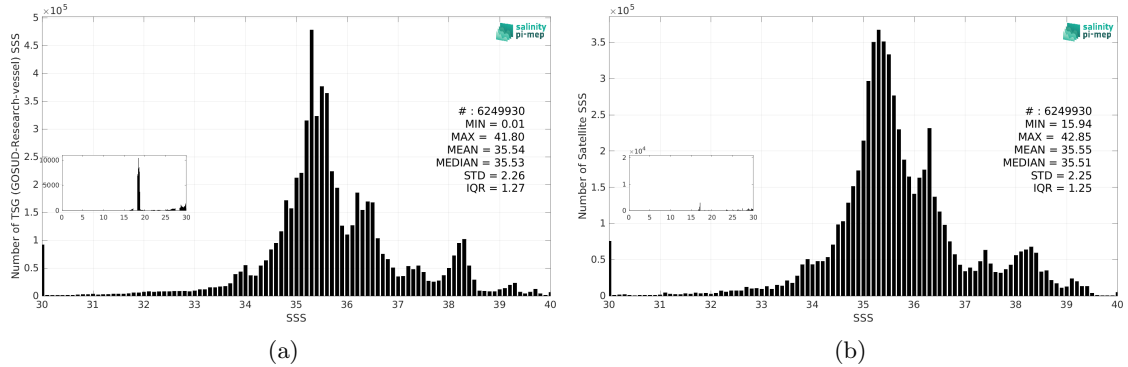 ×10⁵
5
4.5
4
3.5
3
2.5
2
1.5
1
0.5
0
Number of TSG (GOSUD-Research-vessel) SSS
salinity
pi-mep
# : 6249930
MIN = 0.01
MAX = 41.80
MEAN = 35.54
MEDIAN = 35.53
STD = 2.26
IQR = 1.27
10000
5000
0
0 5 10 15 20 25 30
30 31 32 33 34 35 36 37 38 39 40
SSS
(a)
×10⁵
3.5
3
2.5
2
1.5
1
0.5
0
Number of Satellite SSS
salinity
pi-mep
# : 6249930
MIN = 15.94
MAX = 42.85
MEAN = 35.55
MEDIAN = 35.51
STD = 2.25
IQR = 1.25
×10⁴
2
1
0
0 5 10 15 20 25 30
30 31 32 33 34 35 36 37 38 39 40
SSS
(b)